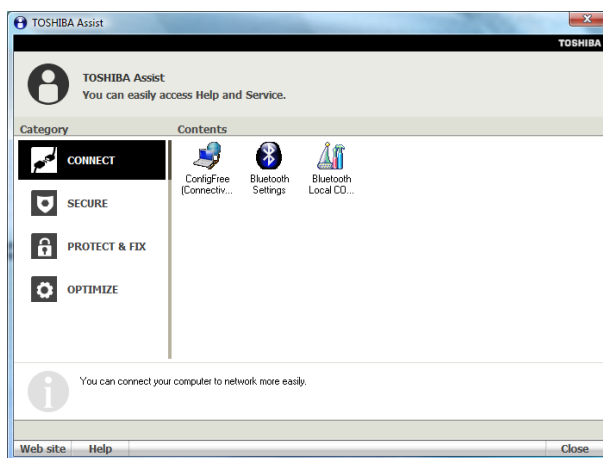 TOSHIBA Assist
TOSHIBA
TOSHIBA Assist
You can easily access Help and Service.
Category
Contents
CONNECT
SECURE
PROTECT & FIX
OPTIMIZE
ConfigFree
(Connectiv...
Bluetooth
Settings
Bluetooth
Local CO...
You can connect your computer to network more easily.
Web site
Help
Close